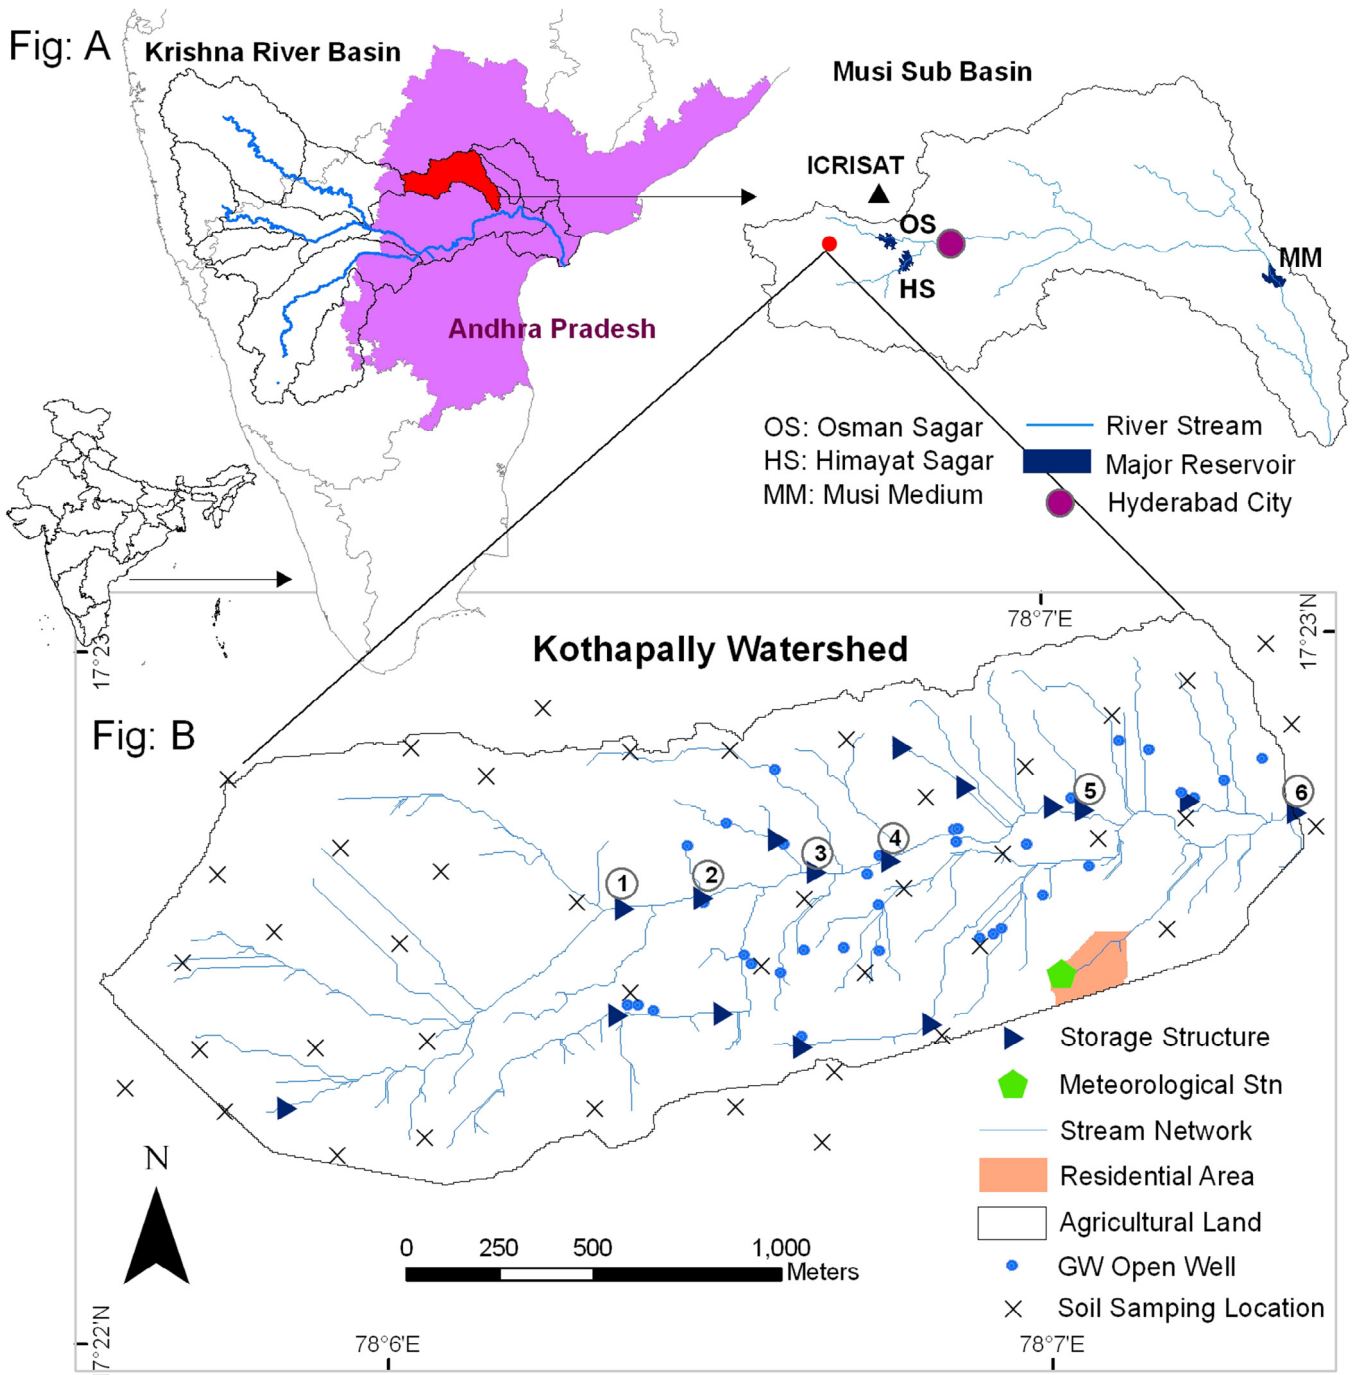 Fig: A
Krishna River Basin
Musi Sub Basin
ICRISAT
OS
HS
MM
Andhra Pradesh
OS: Osman Sagar
HS: Himayat Sagar
MM: Musi Medium
River Stream
Major Reservoir
Hyderabad City
78°7'E
17°23
17°23'N
Kothapally Watershed
Fig: B
1
2
3
4
5
6
Storage Structure
Meteorological Stn
Stream Network
Residential Area
Agricultural Land
GW Open Well
Soil Samping Location
N
0 250 500 1,000
Meters
7°22'N
78°6'E
78°7'E